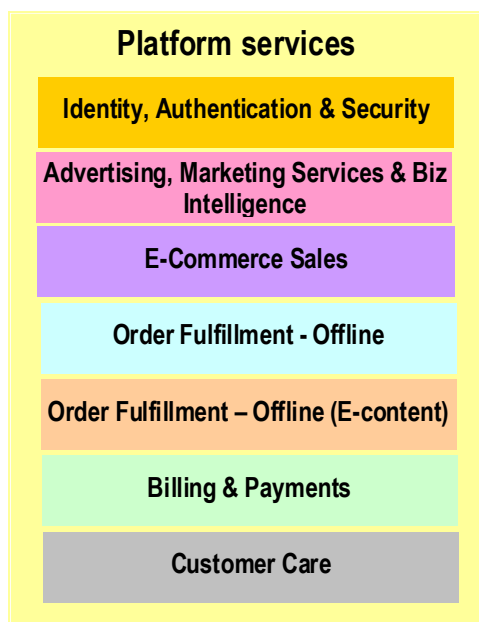 Platform services
Identity, Authentication & Security
Advertising, Marketing Services & Biz
Intelligence
E-Commerce Sales
Order Fulfillment - Offline
Order Fulfillment – Offline (E-content)
Billing & Payments
Customer Care